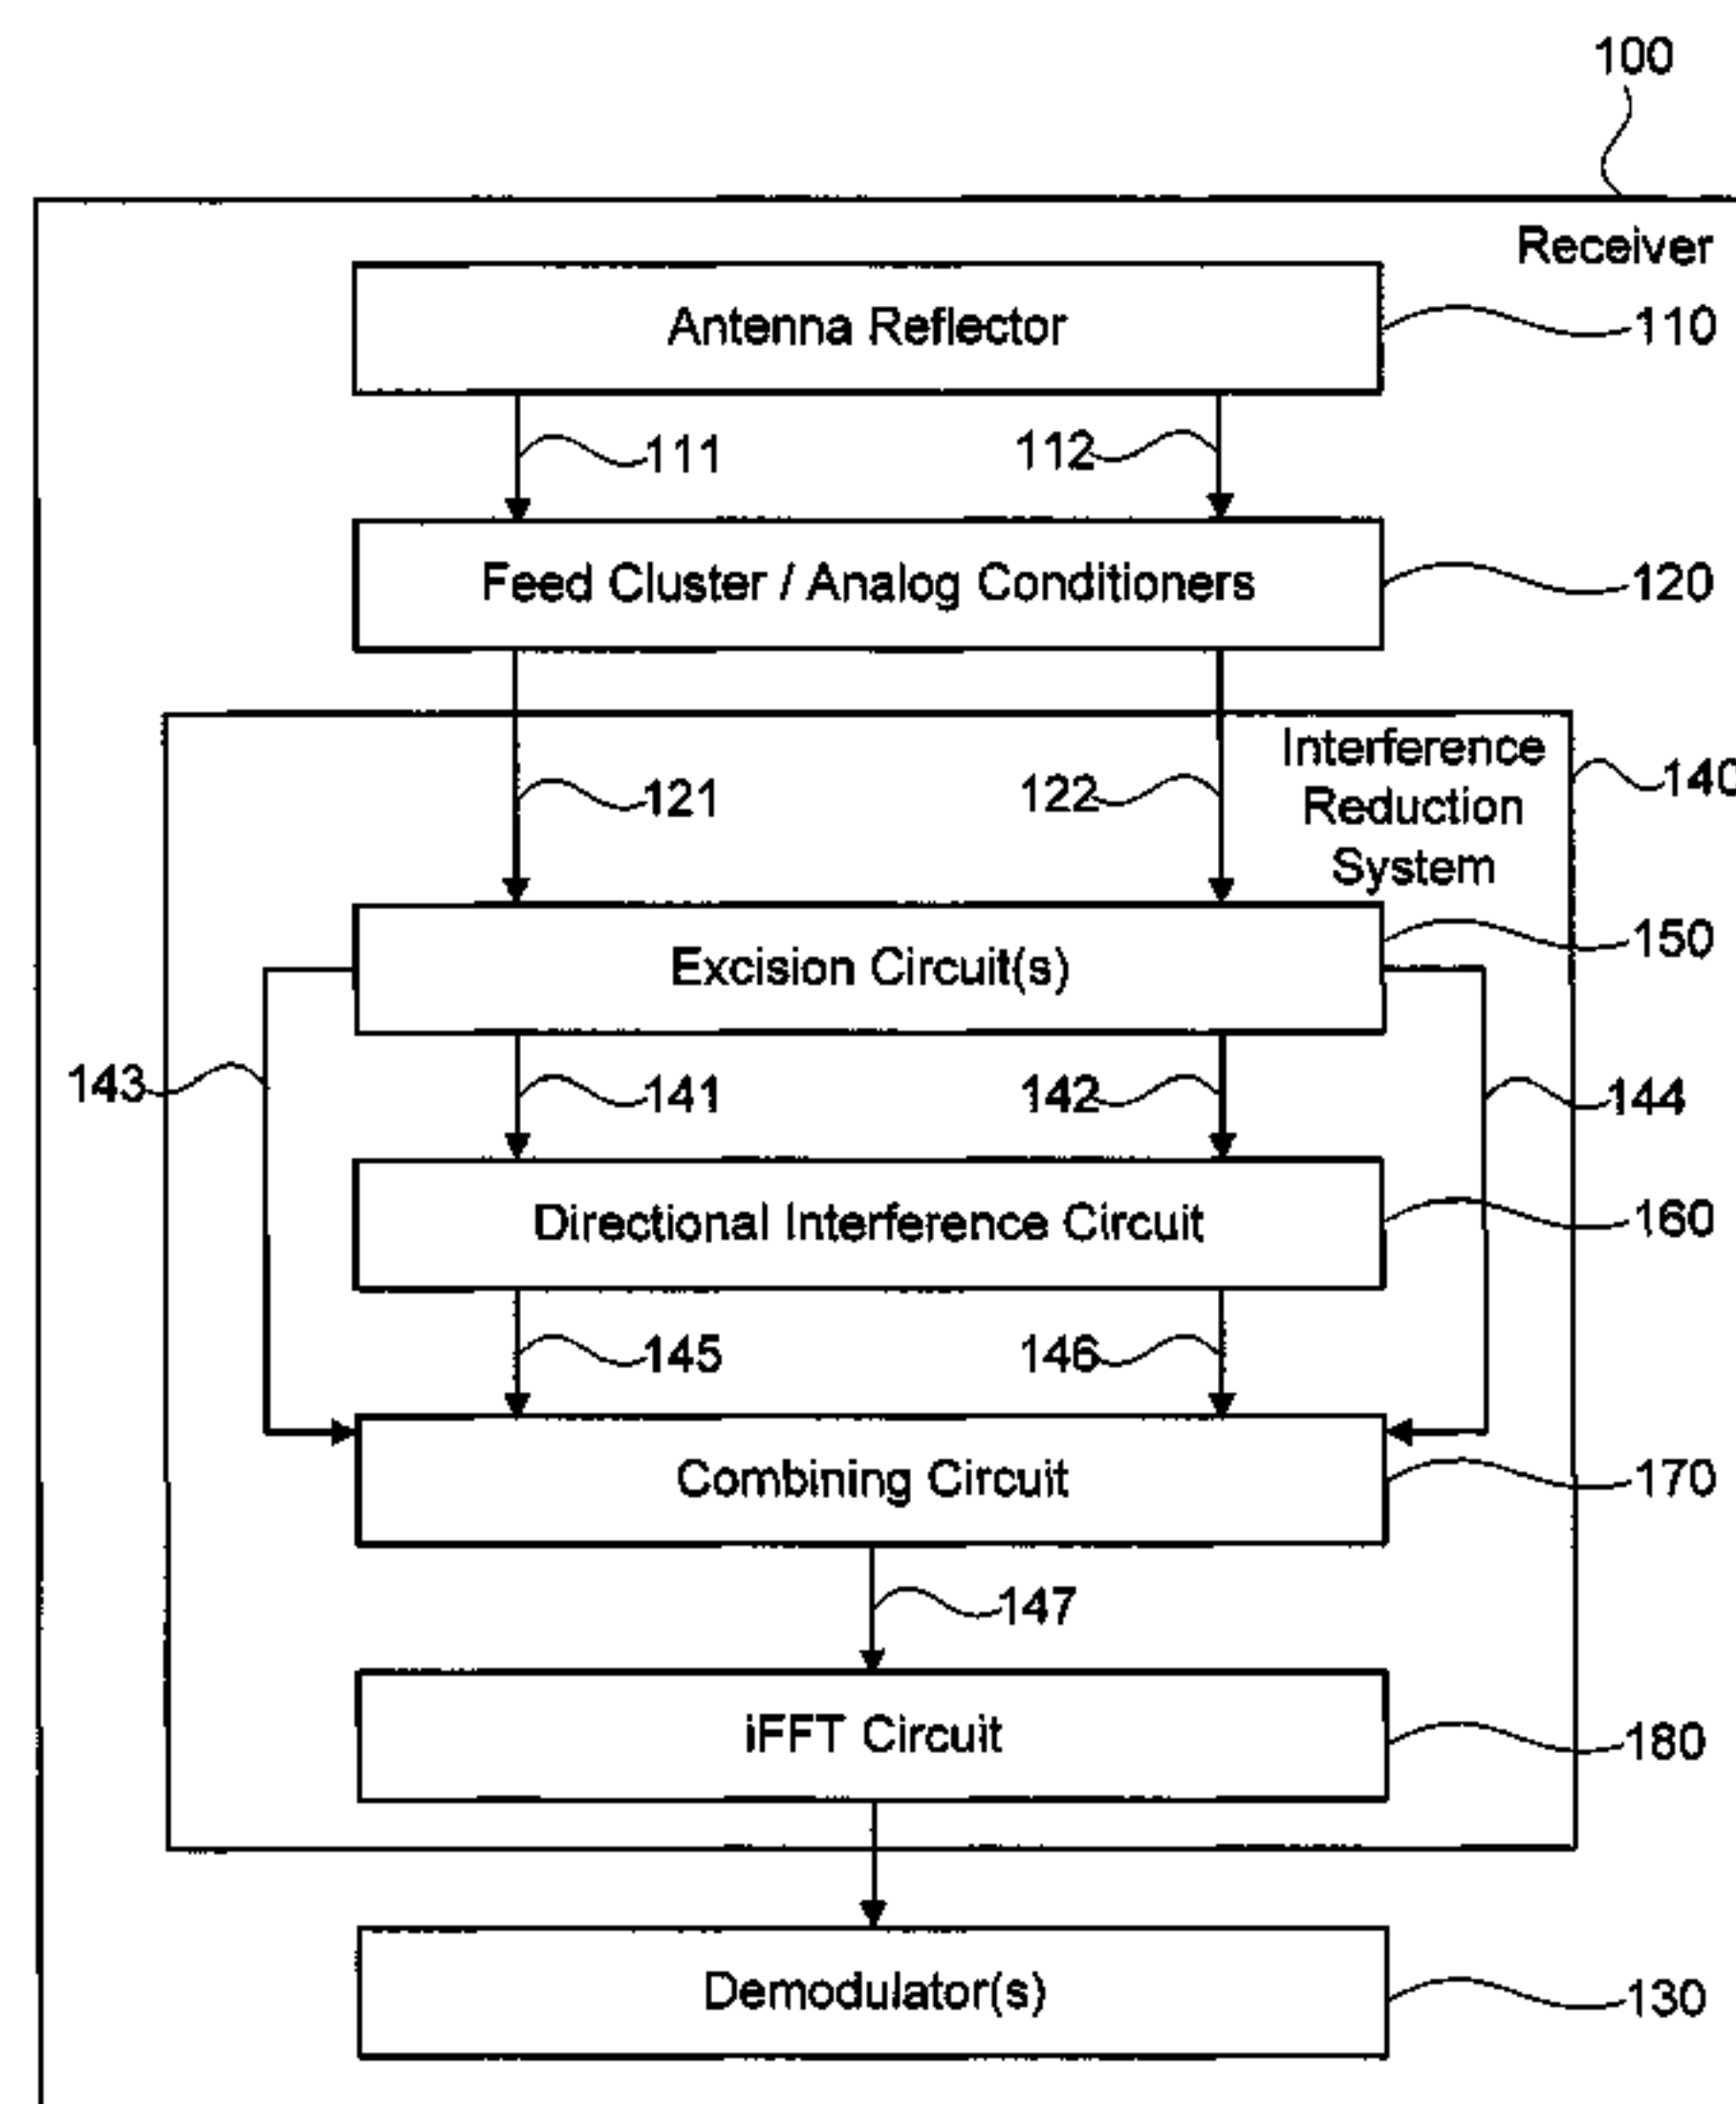 100
Receiver
Antenna Reflector
110
111
112
Feed Cluster / Analog Conditioners
120
Interference
Reduction
System
140
121
122
Excision Circuit(s)
150
143
141
142
144
Directional Interference Circuit
160
145
146
Combining Circuit
170
147
iFFT Circuit
180
Demodulator(s)
130